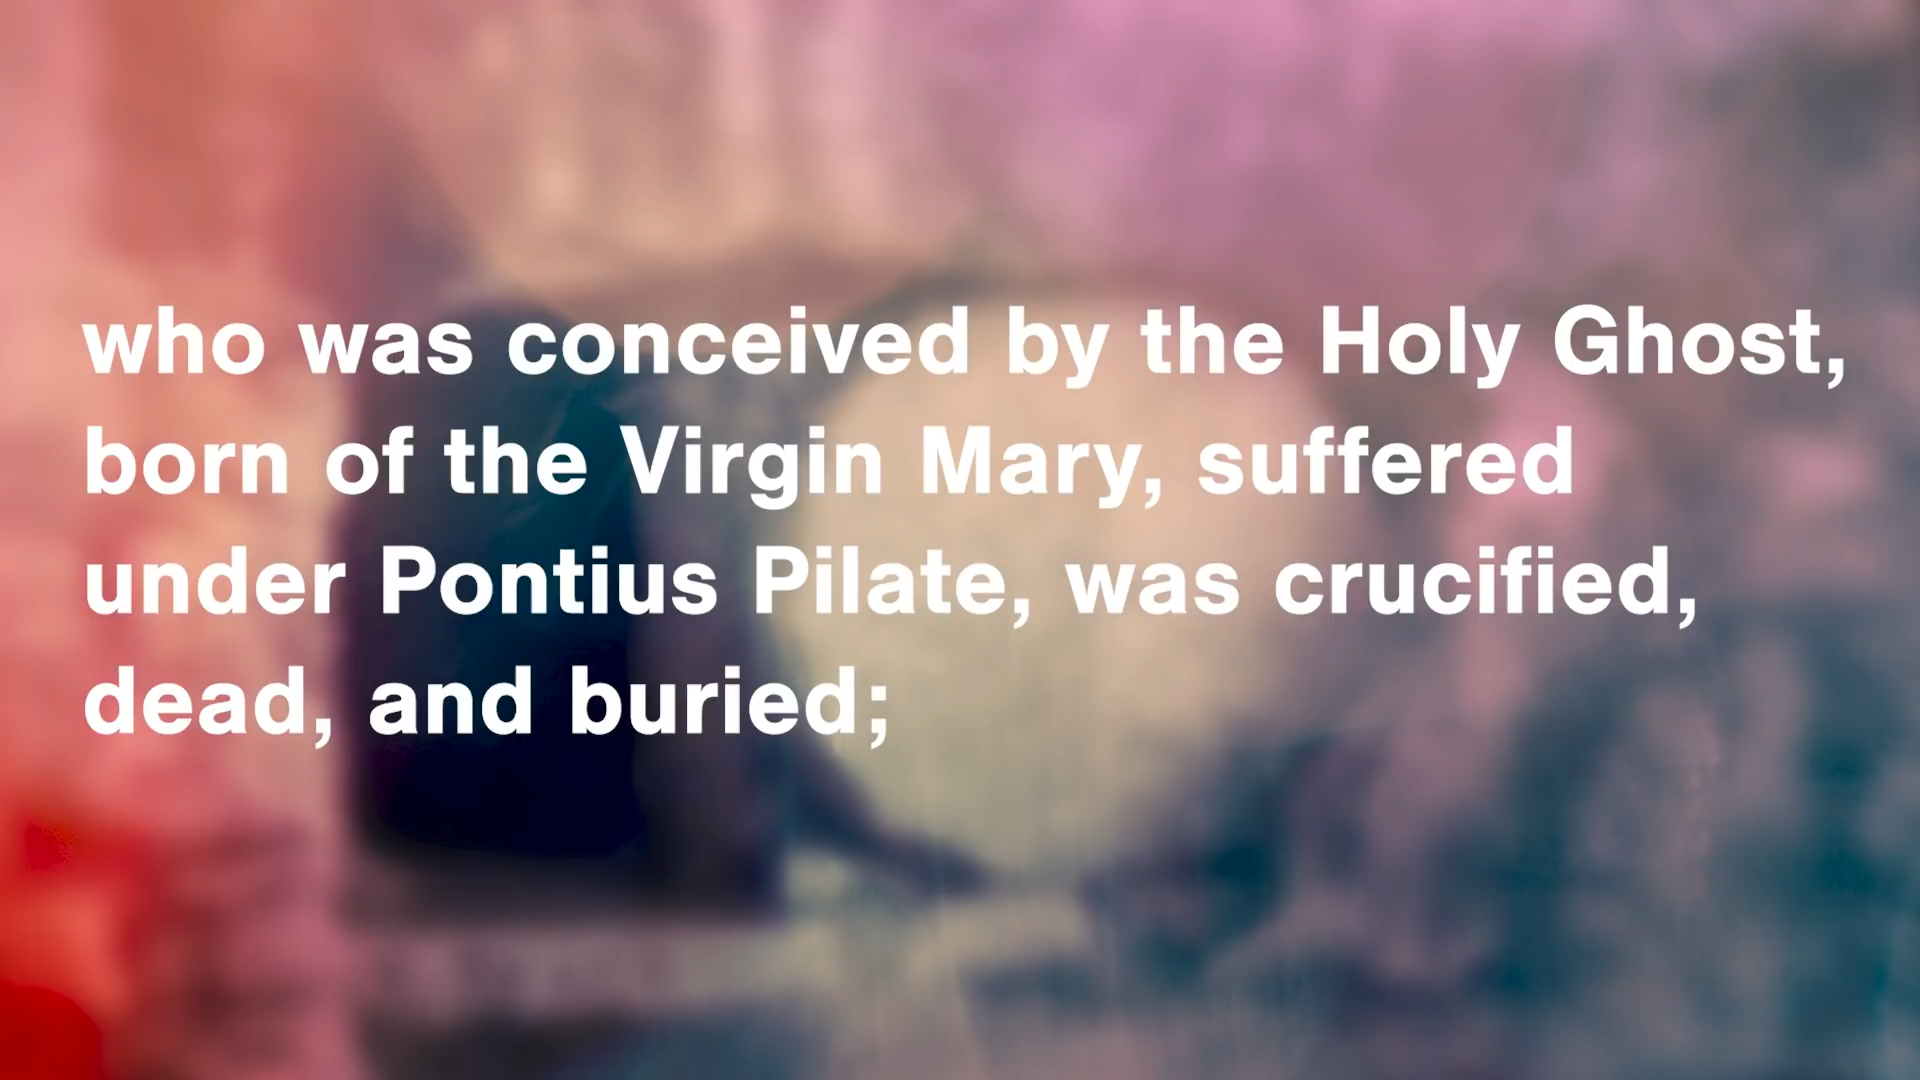 who was conceived by the Holy Ghost,
born of the Virgin Mary, suffered
under Pontius Pilate, was crucified,
dead, and buried;